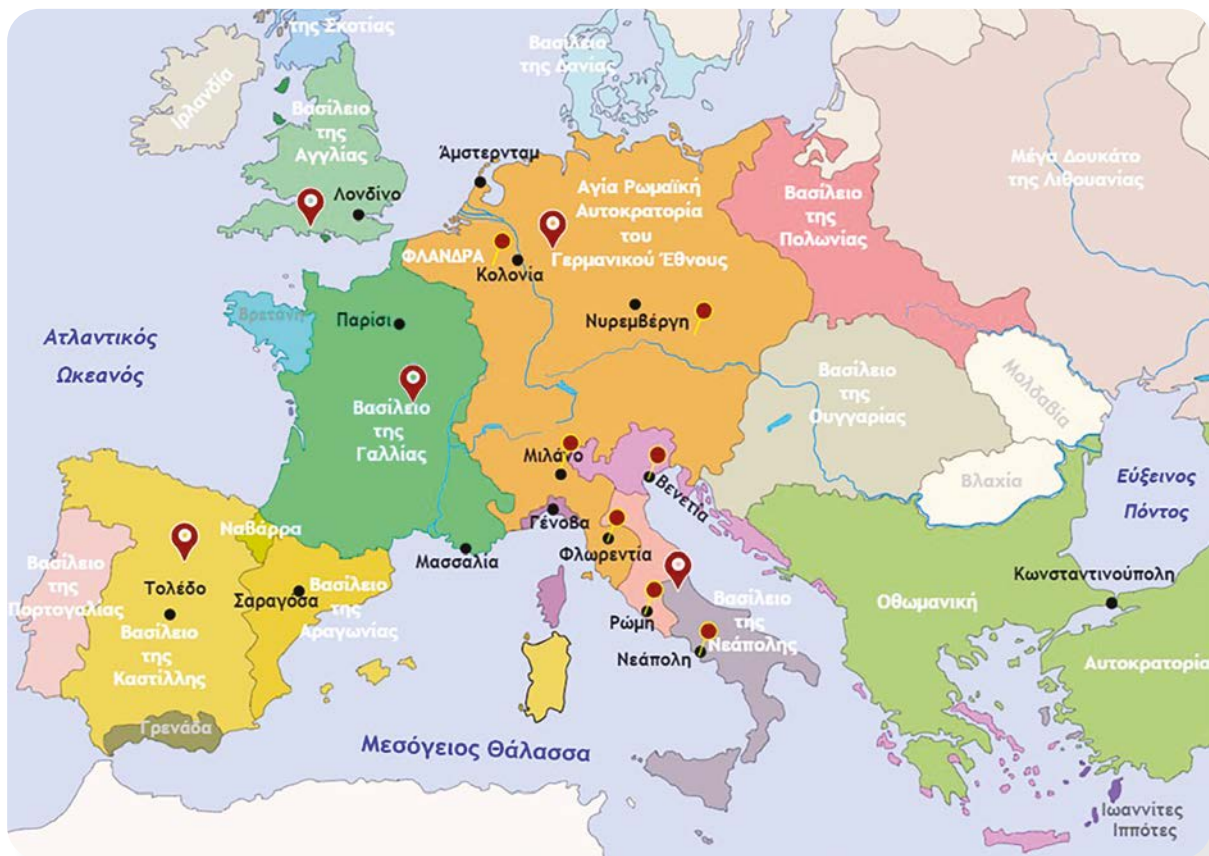 της Σκοτίας
Ιρλανδία
Βασίλειο
της
Αγγλίας
Λονδίνο
Βασίλειο
της Δανίας
Άμστερνταμ
Αγία Ρωμαϊκή
Αυτοκρατορία
του
Γερμανικού Έθνους
ΦΛΑΝΔΡΑ
Κολονία
Νυρεμβέργη
Βασίλειο
της
Πολωνίας
Μέγα Δουκάτο
της Λιθουανίας
Ατλαντικός
Ωκεανός
Βρετάνη
Παρίσι
Βασίλειο
της
Γαλλίας
Βασίλειο
της
Ουγγαρίας
Μολδαβία
Βλαχία
Εύξεινος
Πόντος
Μιλάνο
Βενετία
Γένοβα
Φλωρεντία
Μασσαλία
Ναβάρρα
Βασίλειο
της
Πορτογαλίας
Τολέδο
Βασίλειο
της
Καστίλλης
Σαραγόσα
Βασίλειο
της
Αραγωνίας
Γρενάδα
Ρώμη
Νεάπολη
Βασίλειο
της
Νεάπολης
Οθωμανική
Αυτοκρατορία
Κωνσταντινούπολη
Μεσόγειος Θάλασσα
Ιωαννίτες
Ιππότες